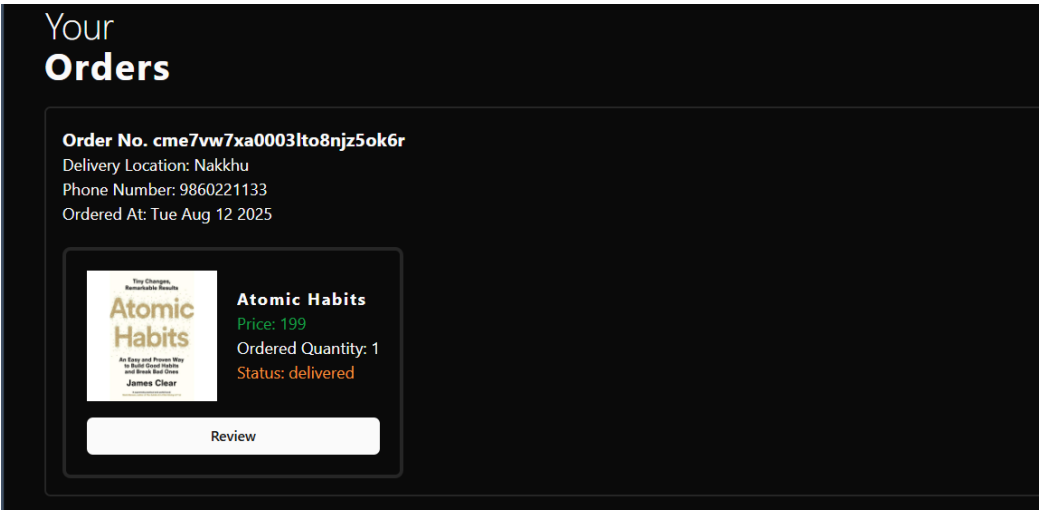 Your
Orders
Order No. cme7vw7xa0003lto8njz5ok6r
Delivery Location: Nakkhu
Phone Number: 9860221133
Ordered At: Tue Aug 12 2025
Tiny Changes,
Remarkable Results
Atomic
Habits
An Easy and Proven Way
to Build Good Habits
and Break Bad Ones
James Clear
Atomic Habits
Price: 199
Ordered Quantity: 1
Status: delivered
Review